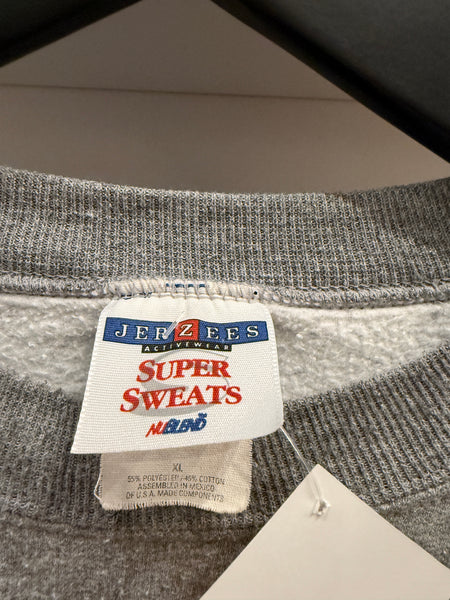 JERZEES
ACTIVEWEAR
SUPER
SWEATS
NUBLEND
XL
55% POLYESTER /45% COTTON
ASSEMBLED IN MEXICO
OF U.S.A. MADE COMPONENTS